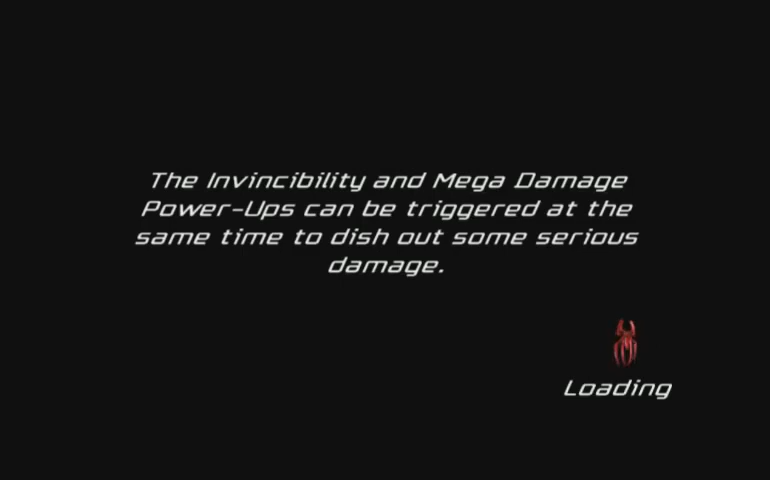 The Invincibility and Mega Damage
Power-Ups can be triggered at the
same time to dish out some serious
damage.
Loading